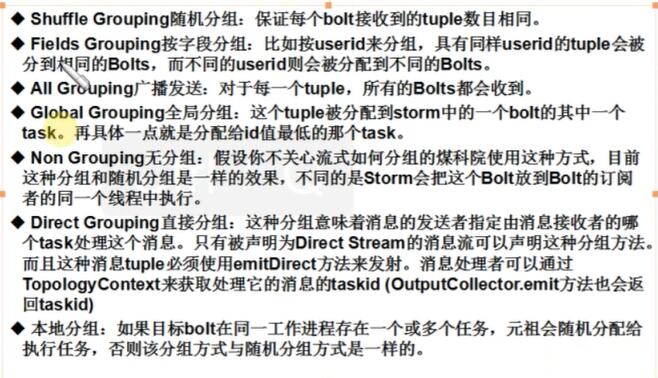 ◆ Shuffle Grouping随机分组：保证每个bolt接收到的tuple数目相同。
◆ Fields Grouping按字段分组：比如按userid来分组，具有同样userid的tuple会被
分到相同的Bolts，而不同的userid则会被分配到不同的Bolts。
◆ All Grouping广播发送：对于每一个tuple，所有的Bolts都会收到。
◆ Global Grouping全局分组：这个tuple被分配到storm中的一个bolt的其中一个
task。再具体一点就是分配给id值最低的那个task。
◆ Non Grouping无分组：假设你不关心流式如何分组的煤科院使用这种方式，目前
这种分组和随机分组是一样的效果，不同的是Storm会把这个Bolt放到Bolt的订阅
者的同一个线程中执行。
◆ Direct Grouping直接分组：这种分组意味着消息的发送者指定由消息接收者的哪
个task处理这个消息。只有被声明为Direct Stream的消息流可以声明这种分组方法。
而且这种消息tuple必须使用emitDirect方法来发射。消息处理者可以通过
TopologyContext来获取处理它的消息的taskid (OutputCollector.emit方法也会返
回taskid)
◆ 本地分组：如果目标bolt在同一工作进程存在一个或多个任务，元祖会随机分配给
执行任务，否则该分组方式与随机分组方式是一样的。